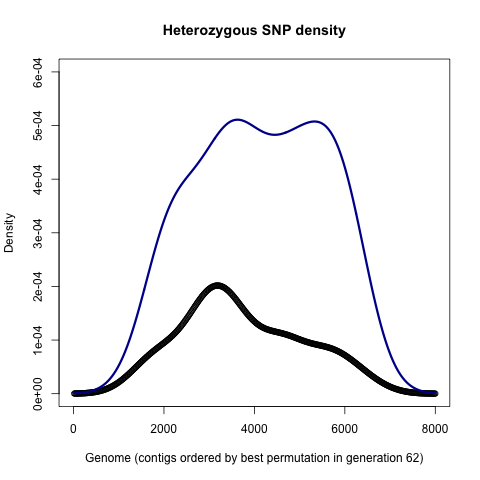 Heterozygous SNP density
6e-04
5e-04
4e-04
3e-04
2e-04
1e-04
0e+00
Density
0 2000 4000 6000 8000
Genome (contigs ordered by best permutation in generation 62)